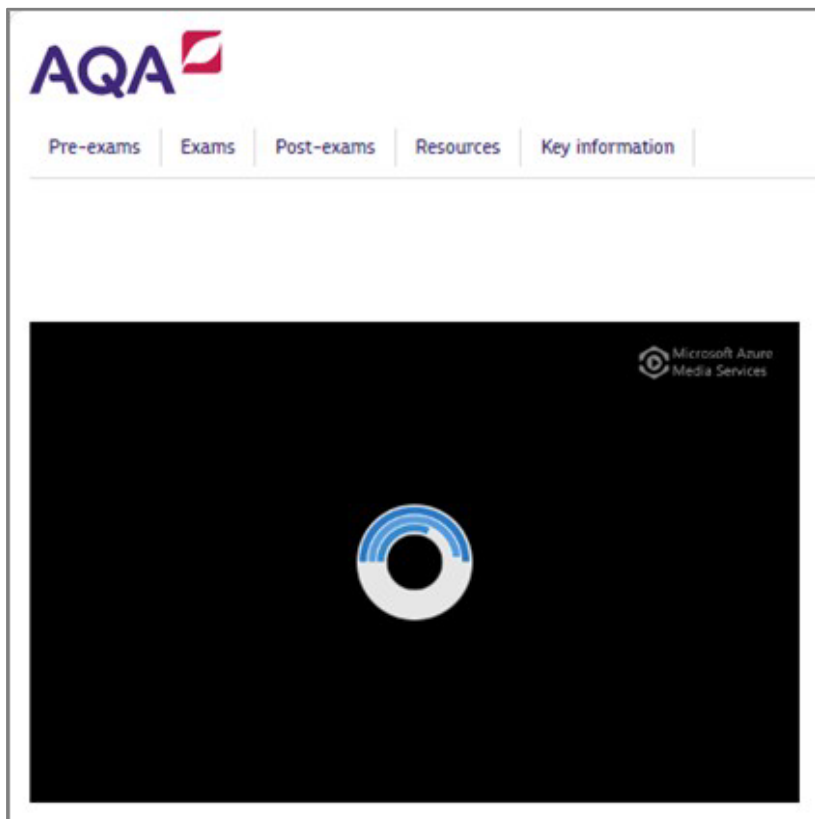 AQA
Pre-exams Exams Post-exams Resources Key information
Microsoft Azure
Media Services